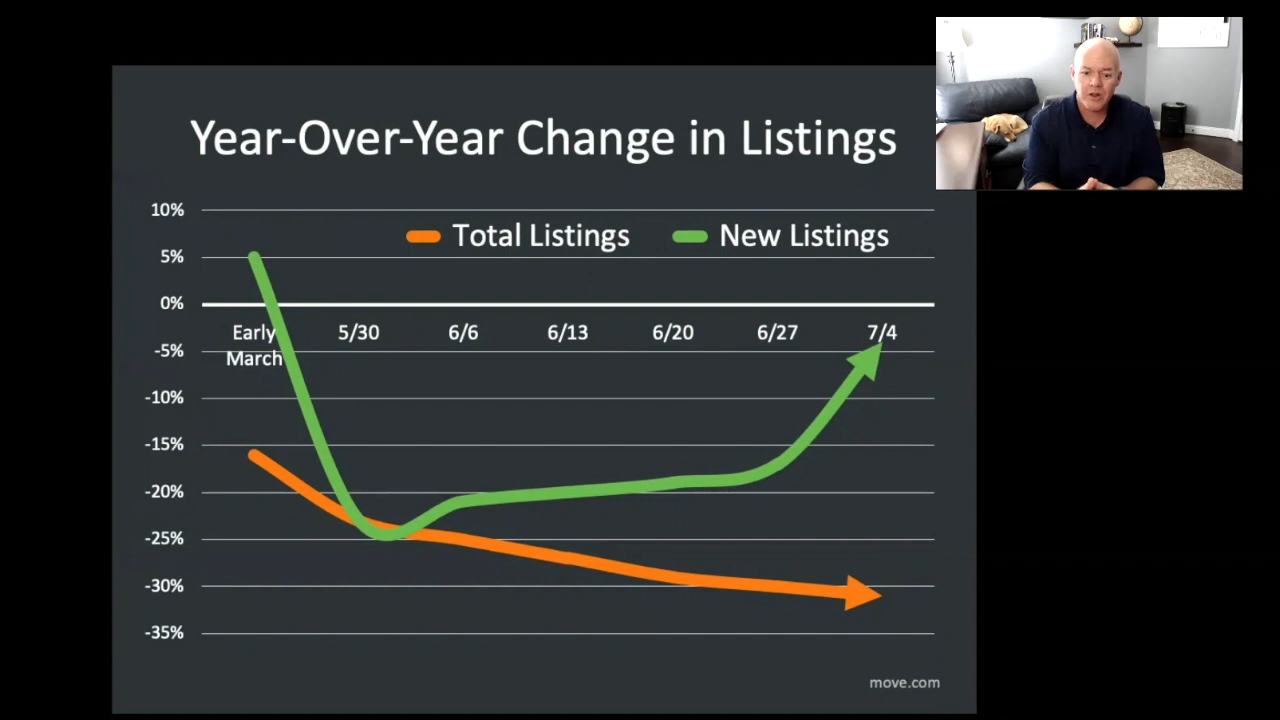 Year-Over-Year Change in Listings
10%
Total Listings
New Listings
5%
0%
Early
March
5/30
6/6
6/13
6/20
6/27
7/4
-5%
-10%
-15%
-20%
-25%
-30%
-35%
move.com